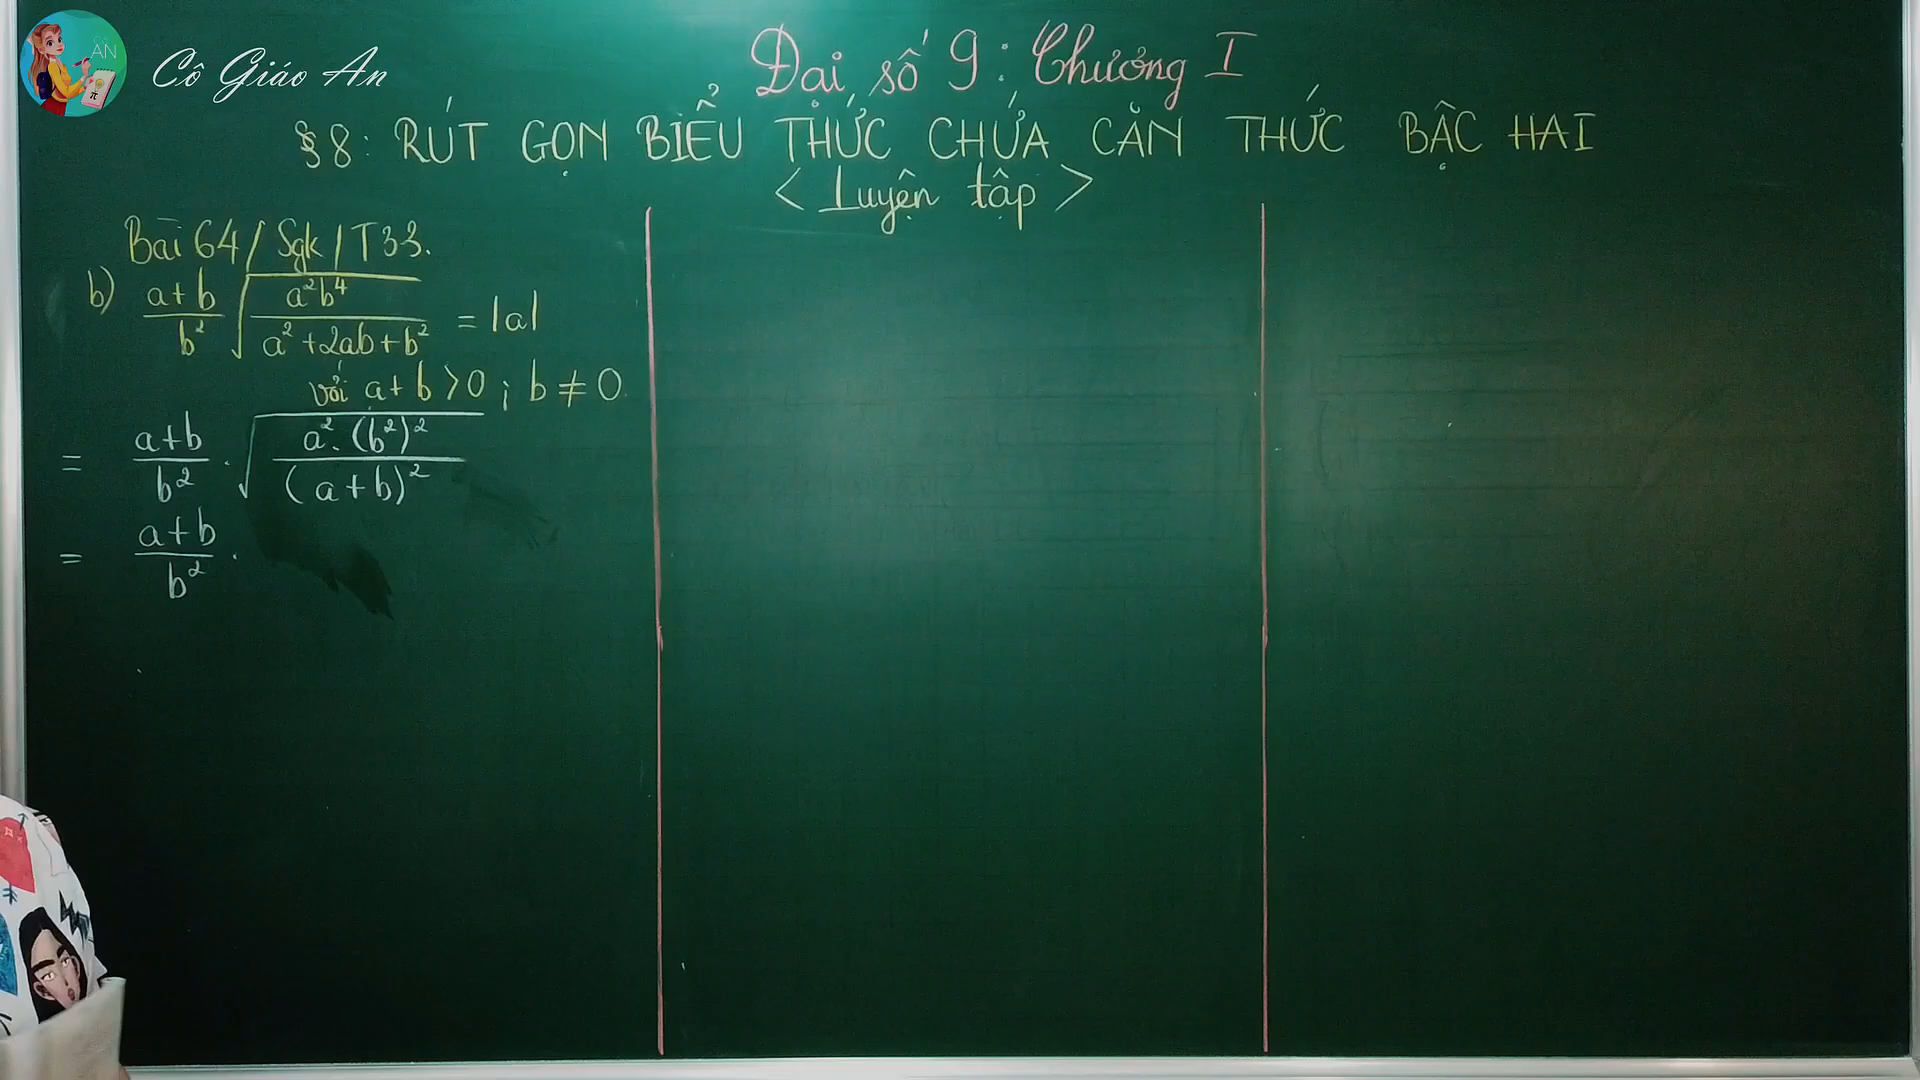 Cô Giáo An
Đại số 9: Chương I
§8: RÚT GỌN BIỂU THỨC CHỨA CĂN THỨC BẬC HAI
< Luyện tập >
Bài 64 / Sgk / T33.
b) (a+b)/b² √(a²b⁴/(a²+2ab+b²)) = |a|
với a+b>0 ; b≠0
= (a+b)/b² . √(a².(b²)²/(a+b)²)
= (a+b)/b² .